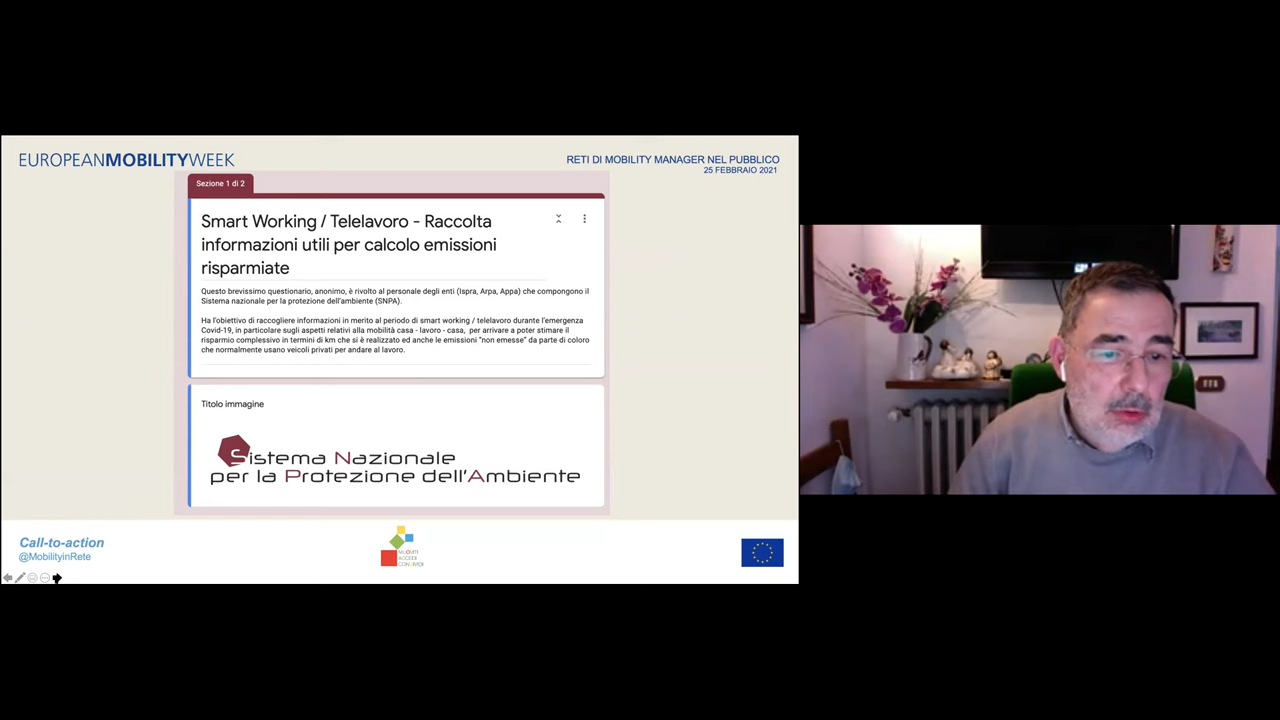 EUROPEANMOBILITYWEEK
RETI DI MOBILITY MANAGER NEL PUBBLICO
25 FEBBRAIO 2021
Sezione 1 di 2
Smart Working / Telelavoro - Raccolta
informazioni utili per calcolo emissioni
risparmiate
Questo brevissimo questionario, anonimo, è rivolto al personale degli enti (Ispra, Arpa, Appa) che compongono il
Sistema nazionale per la protezione dell'ambiente (SNPA).
Ha l'obiettivo di raccogliere informazioni in merito al periodo di smart working / telelavoro durante l'emergenza
Covid-19, in particolare sugli aspetti relativi alla mobilità casa - lavoro - casa, per arrivare a poter stimare il
risparmio complessivo in termini di km che si è realizzato ed anche le emissioni "non emesse" da parte di coloro
che normalmente usano veicoli privati per andare al lavoro.
Titolo immagine
Sistema Nazionale
per la Protezione dell'Ambiente
Call-to-action
@MobilityinRete